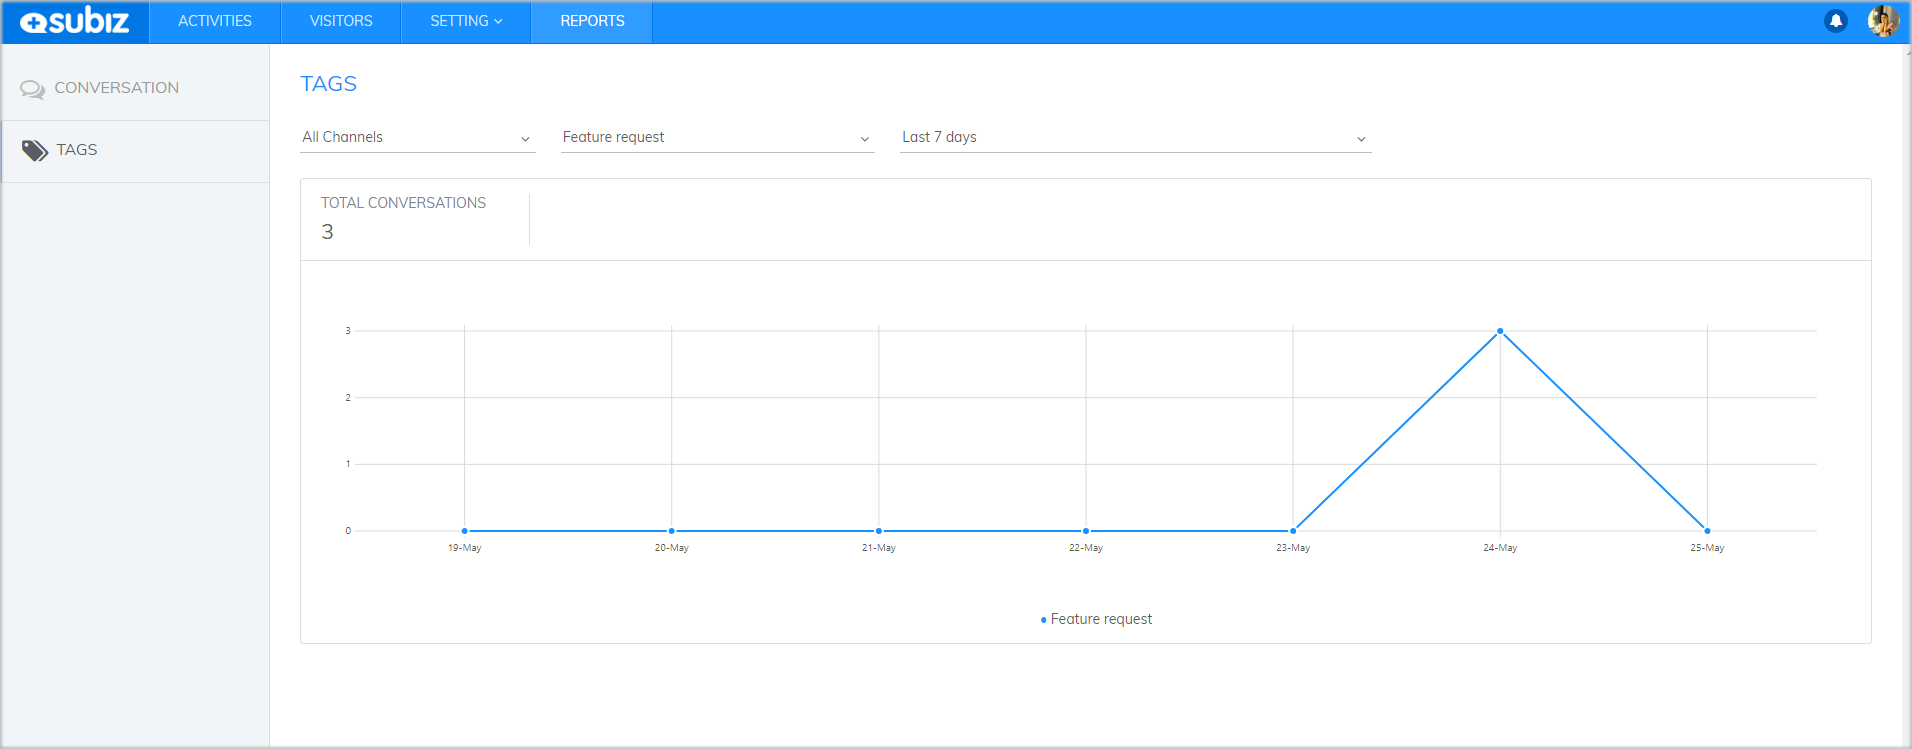 subiz ACTIVITIES VISITORS SETTING REPORTS
CONVERSATION
TAGS
TAGS
All Channels Feature request Last 7 days
TOTAL CONVERSATIONS
3
3
2
1
0
19-May 20-May 21-May 22-May 23-May 24-May 25-May
Feature request